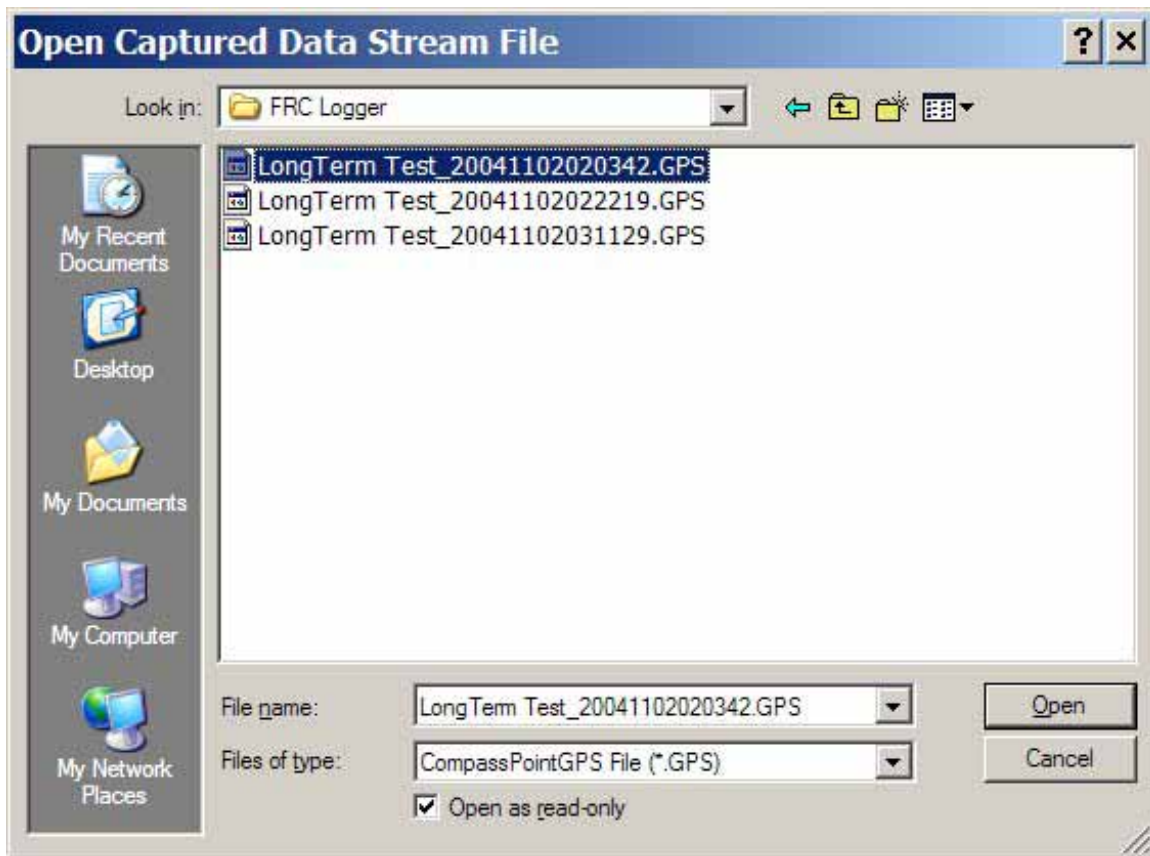 Open Captured Data Stream File
Look in:
FRC Logger
LongTerm Test_20041102020342.GPS
LongTerm Test_20041102022219.GPS
LongTerm Test_20041102031129.GPS
My Recent
Documents
Desktop
My Documents
My Computer
My Network
Places
File name:
LongTerm Test_20041102020342.GPS
Open
Files of type:
CompassPointGPS File (*.GPS)
Cancel
Open as read-only